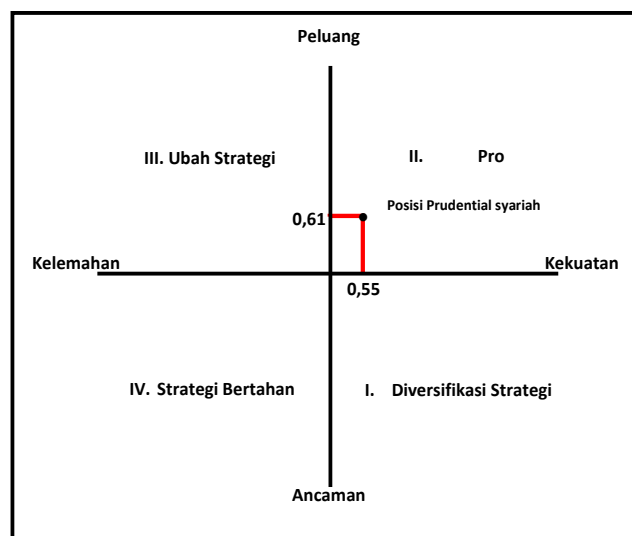 Peluang
III. Ubah Strategi
II. Pro
Posisi Prudential syariah
0,61
Kelemahan
Kekuatan
0,55
IV. Strategi Bertahan
I. Diversifikasi Strategi
Ancaman